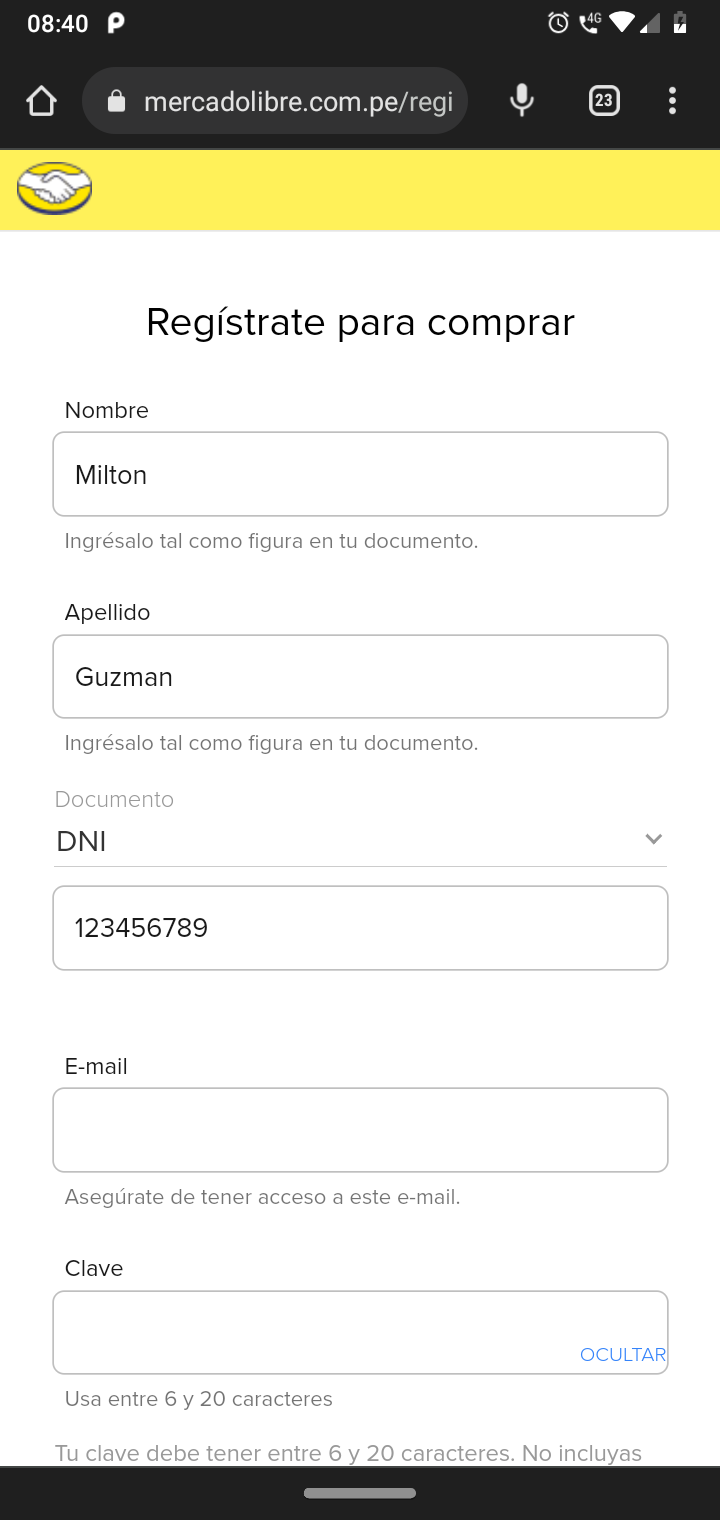 08:40
4G
mercadolibre.com.pe/regi
23
Regístrate para comprar
Nombre
Milton
Ingrésalo tal como figura en tu documento.
Apellido
Guzman
Ingrésalo tal como figura en tu documento.
Documento
DNI
123456789
E-mail
Asegúrate de tener acceso a este e-mail.
Clave
OCULTAR
Usa entre 6 y 20 caracteres
Tu clave debe tener entre 6 y 20 caracteres. No incluyas